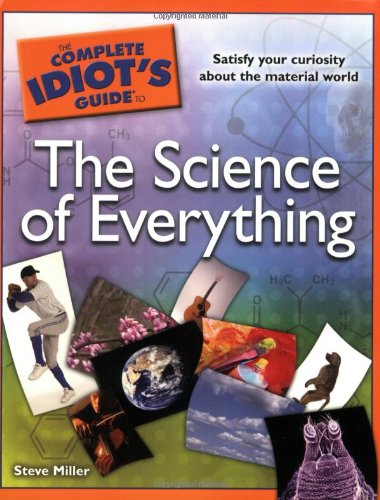 THE
COMPLETE
IDIOT'S
GUIDE® TO
Satisfy your curiosity
about the material world
The Science
of Everything
Steve Miller